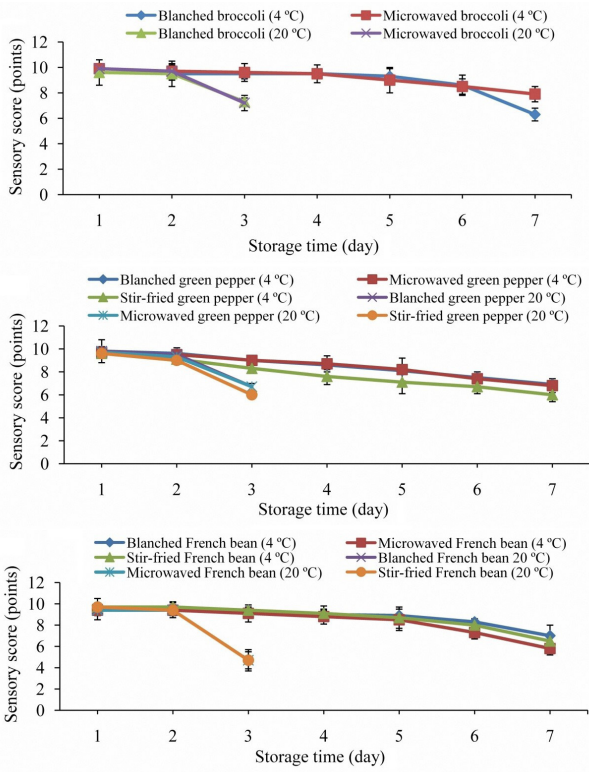 Blanched broccoli (4 ºC) Microwaved broccoli (4 ºC)
Blanched broccoli (20 ºC) Microwaved broccoli (20 ºC)
Sensory score (points)
12
10
8
6
4
2
0
1 2 3 4 5 6 7
Storage time (day)
Blanched green pepper (4 ºC) Microwaved green pepper (4 ºC)
Stir-fried green pepper (4 ºC) Blanched green pepper 20 ºC)
Microwaved green pepper (20 ºC) Stir-fried green pepper (20 ºC)
Sensory score (points)
12
10
8
6
4
2
0
1 2 3 4 5 6 7
Storage time (day)
Blanched French bean (4 ºC) Microwaved French bean (4 ºC)
Stir-fried French bean (4 ºC) Blanched French bean 20 ºC)
Microwaved French bean (20 ºC) Stir-fried French bean (20 ºC)
Sensory score (points)
12
10
8
6
4
2
0
1 2 3 4 5 6 7
Storage time (day)